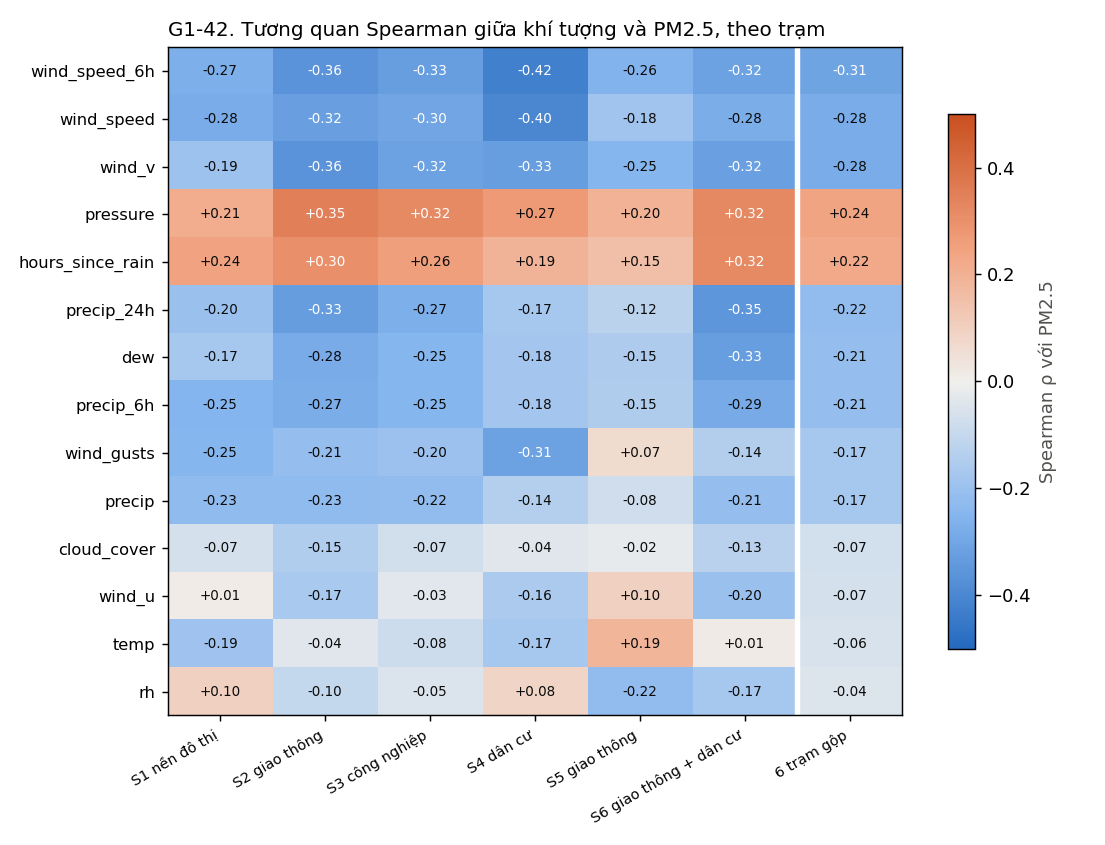 G1-42. Tương quan Spearman giữa khí tượng và PM2.5, theo trạm
wind_speed_6h -0.27 -0.36 -0.33 -0.42 -0.26 -0.32 -0.31
wind_speed -0.28 -0.32 -0.30 -0.40 -0.18 -0.28 -0.28
wind_v -0.19 -0.36 -0.32 -0.33 -0.25 -0.32 -0.28
pressure +0.21 +0.35 +0.32 +0.27 +0.20 +0.32 +0.24
hours_since_rain +0.24 +0.30 +0.26 +0.19 +0.15 +0.32 +0.22
precip_24h -0.20 -0.33 -0.27 -0.17 -0.12 -0.35 -0.22
dew -0.17 -0.28 -0.25 -0.18 -0.15 -0.33 -0.21
precip_6h -0.25 -0.27 -0.25 -0.18 -0.15 -0.29 -0.21
wind_gusts -0.25 -0.21 -0.20 -0.31 +0.07 -0.14 -0.17
precip -0.23 -0.23 -0.22 -0.14 -0.08 -0.21 -0.17
cloud_cover -0.07 -0.15 -0.07 -0.04 -0.02 -0.13 -0.07
wind_u +0.01 -0.17 -0.03 -0.16 +0.10 -0.20 -0.07
temp -0.19 -0.04 -0.08 -0.17 +0.19 +0.01 -0.06
rh +0.10 -0.10 -0.05 +0.08 -0.22 -0.17 -0.04
S1 nền đô thị
S2 giao thông
S3 công nghiệp
S4 dân cư
S5 giao thông
S6 giao thông + dân cư
6 trạm gộp
0.4
0.2
0.0
−0.2
−0.4
Spearman ρ với PM2.5